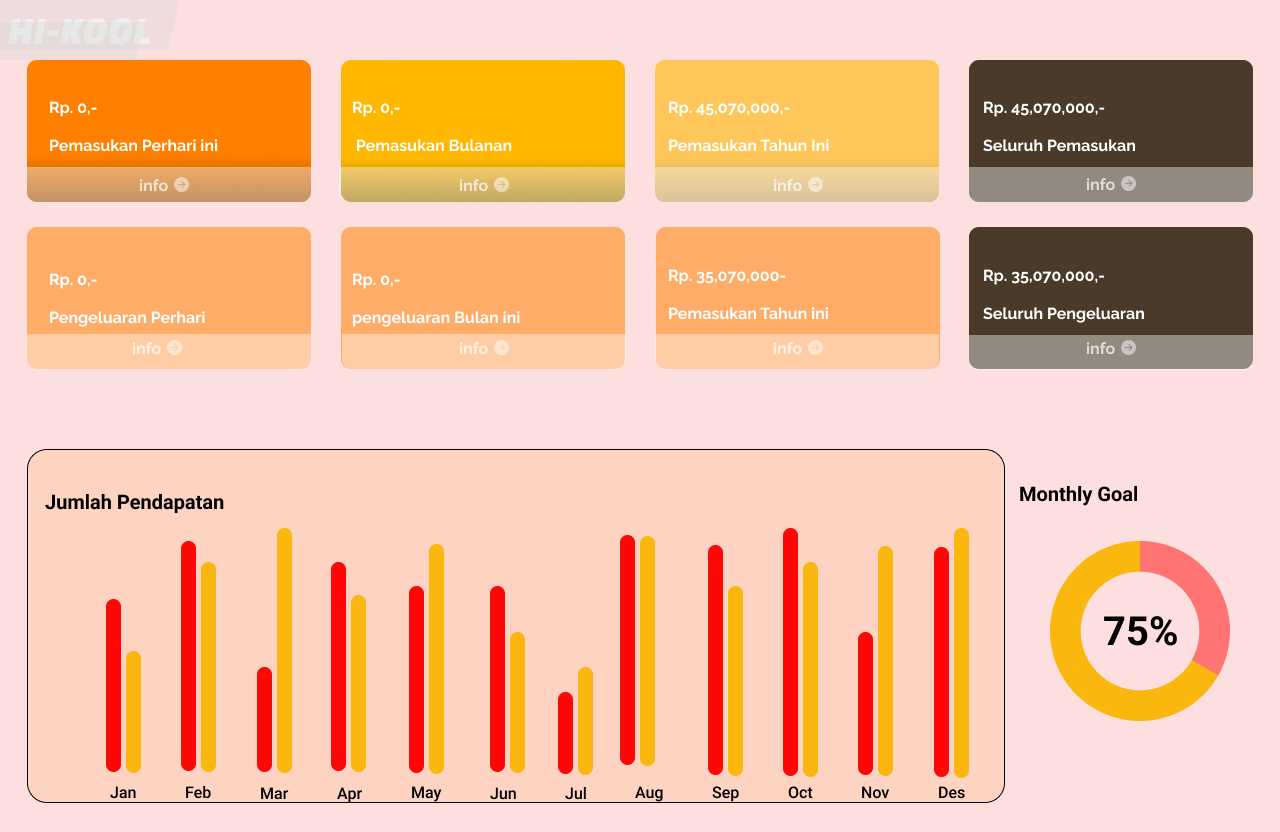 HI-KOOL
Rp. 0,-
Pemasukan Perhari ini
info
Rp. 0,-
Pemasukan Bulanan
info
Rp. 45,070,000,-
Pemasukan Tahun Ini
info
Rp. 45,070,000,-
Seluruh Pemasukan
info
Rp. 0,-
Pengeluaran Perhari
info
Rp. 0,-
pengeluaran Bulan ini
info
Rp. 35,070,000-
Pemasukan Tahun ini
info
Rp. 35,070,000,-
Seluruh Pengeluaran
info
Jumlah Pendapatan
Jan Feb Mar Apr May Jun Jul Aug Sep Oct Nov Des
Monthly Goal
75%